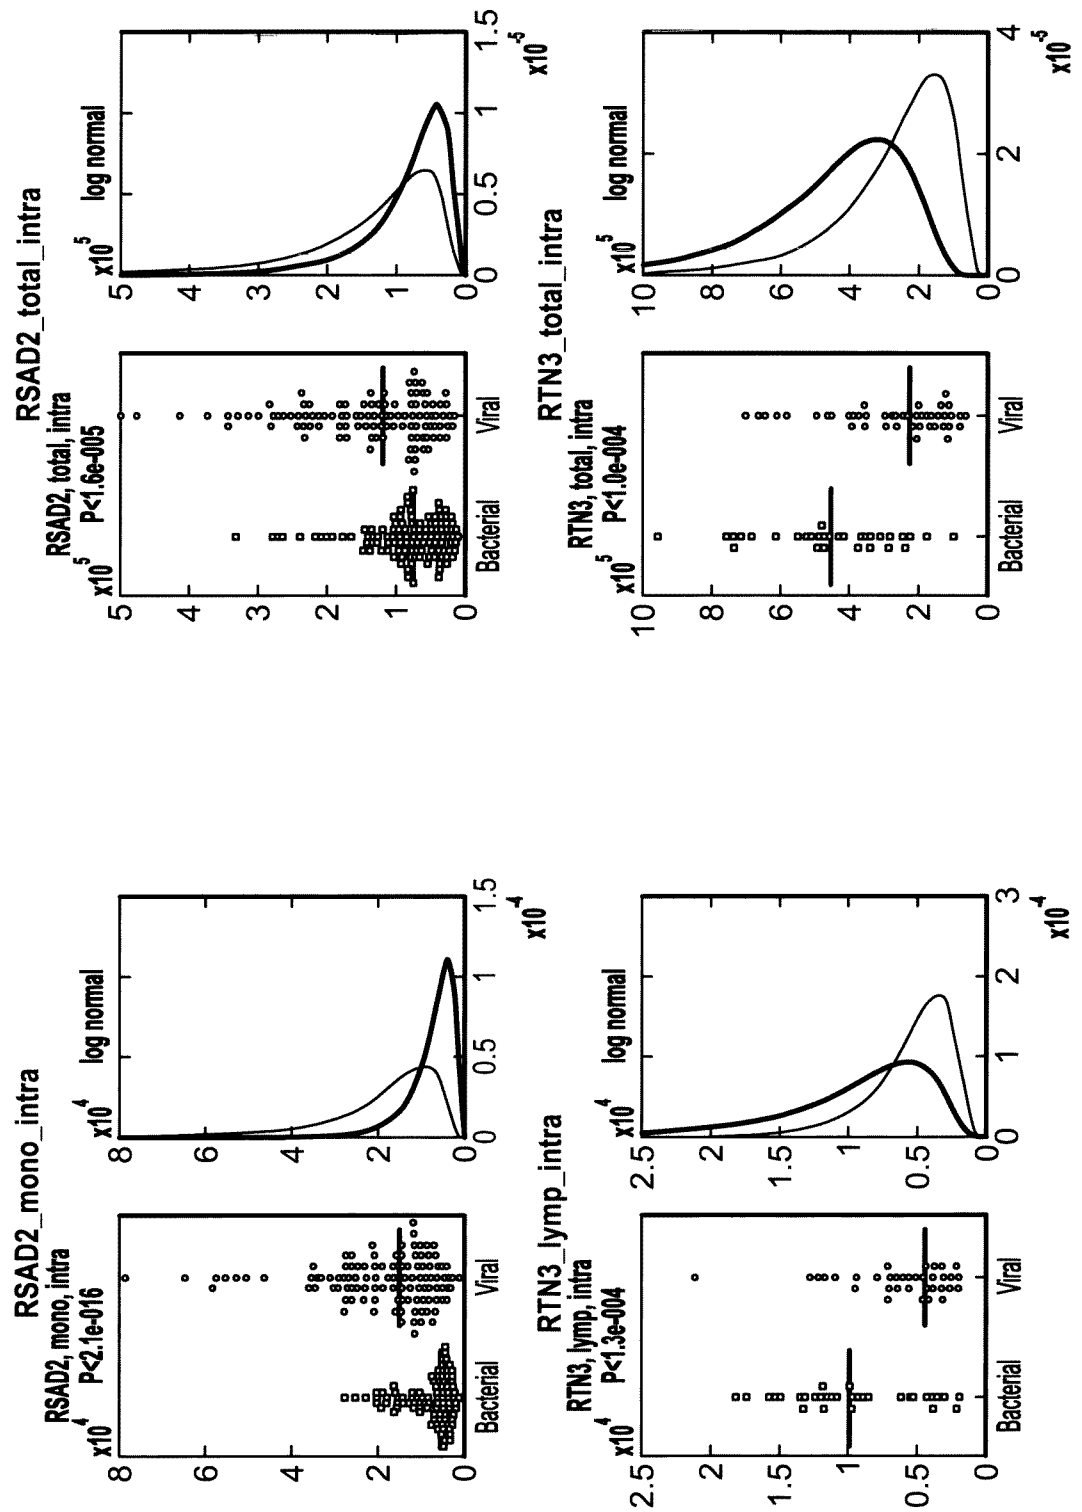 RSAD2_mono_intra
RSAD2, mono, intra
P<2.1e-016
x10^4
8
6
4
2
0
Bacterial
Viral
log normal
x10^4
8
6
4
2
0
0
0.5
1
1.5
x10^-4
RSAD2_total_intra
RSAD2, total, intra
P<1.6e-005
x10^5
5
4
3
2
1
0
Bacterial
Viral
log normal
x10^5
5
4
3
2
1
0
0
0.5
1
1.5
x10^-5
RTN3_lymp_intra
RTN3, lymp, intra
P<1.3e-004
x10^4
2.5
2
1.5
1
0.5
0
Bacterial
Viral
log normal
x10^4
2.5
2
1.5
1
0.5
0
0
1
2
3
x10^-4
RTN3_total_intra
RTN3, total, intra
P<1.0e-004
x10^5
10
8
6
4
2
0
Bacterial
Viral
log normal
x10^5
10
8
6
4
2
0
0
2
4
x10^-5